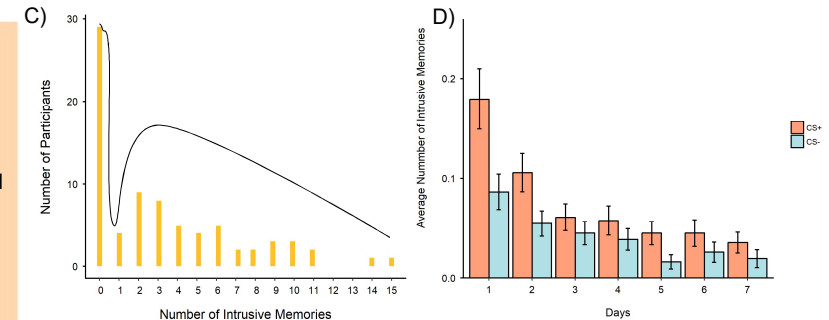 C)
30
20
10
0
Number of Participants
0 1 2 3 4 5 6 7 8 9 10 11 12 13 14 15
Number of Intrusive Memories
D)
0.2
0.1
0.0
Average Nummber of Intrusive Memories
1 2 3 4 5 6 7
Days
CS+
CS-